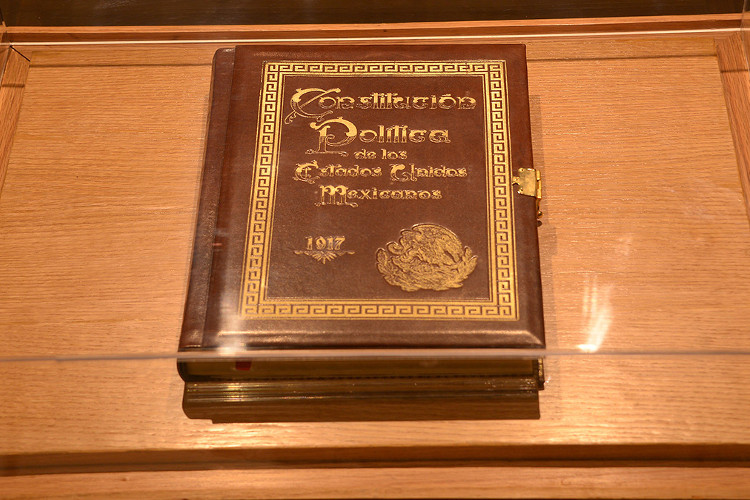 Constitución
Política
de los
Estados Unidos
Mexicanos
1917